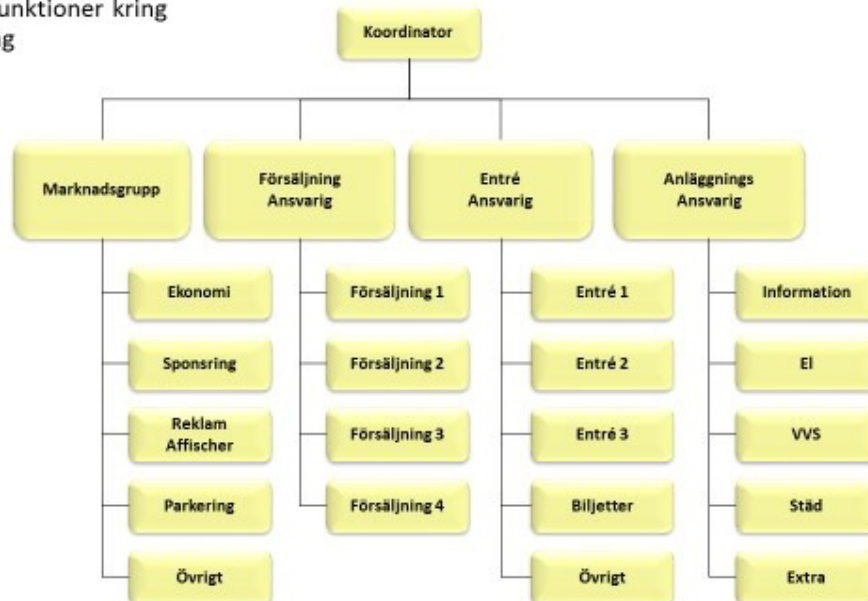 unktioner kring
g
Koordinator
Marknadsgrupp
Försäljning
Ansvarig
Entré
Ansvarig
Anläggnings
Ansvarig
Ekonomi
Försäljning 1
Entré 1
Information
Sponsring
Försäljning 2
Entré 2
El
Reklam
Affischer
Försäljning 3
Entré 3
VVS
Parkering
Försäljning 4
Biljetter
Städ
Övrigt
Övrigt
Extra